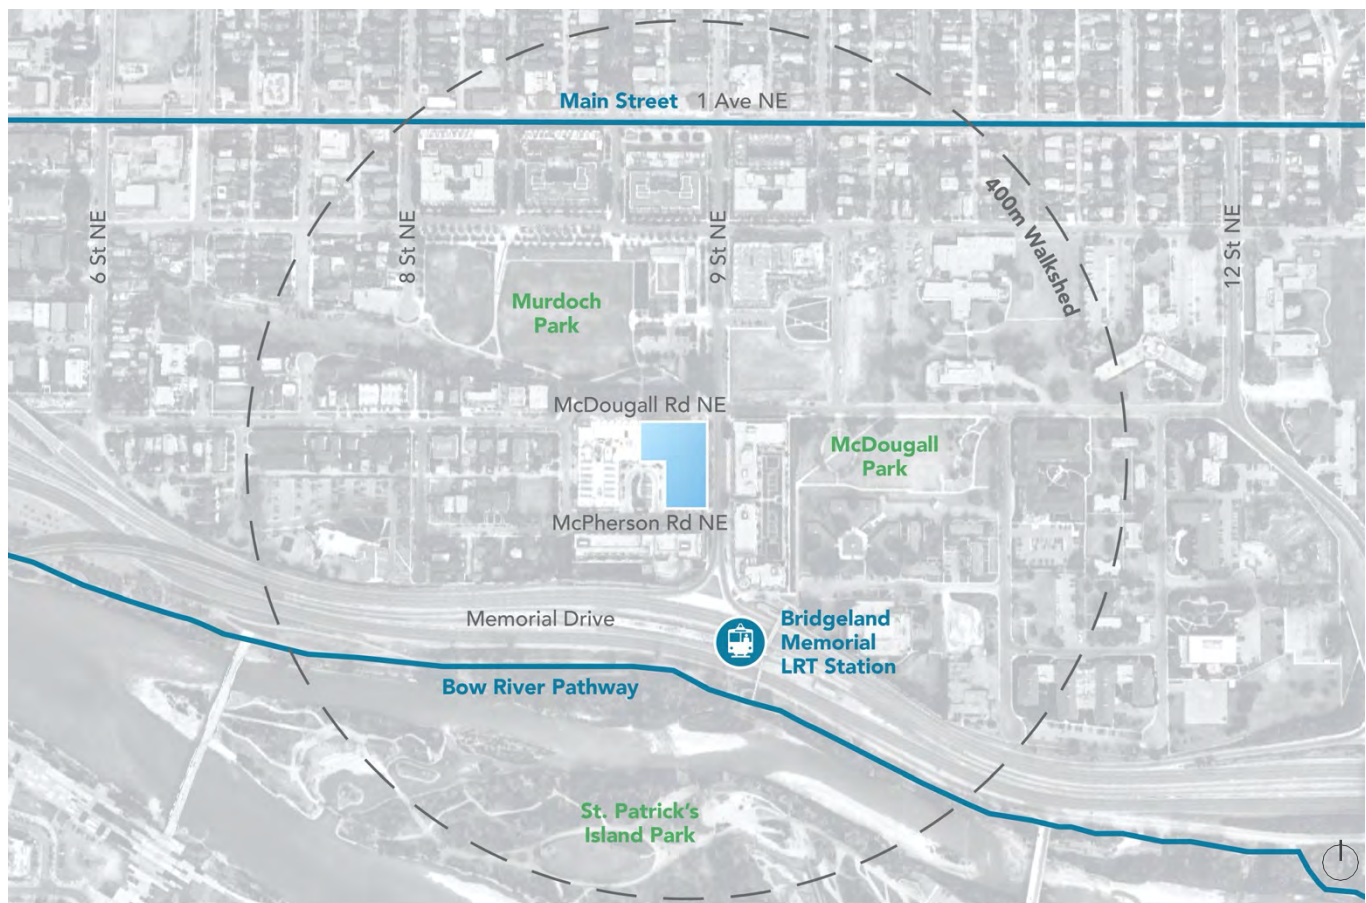 Main Street 1 Ave NE
6 St NE
8 St NE
9 St NE
12 St NE
400m Walkshed
Murdoch
Park
McDougall Rd NE
McDougall
Park
McPherson Rd NE
Memorial Drive
Bridgeland
Memorial
LRT Station
Bow River Pathway
St. Patrick's
Island Park